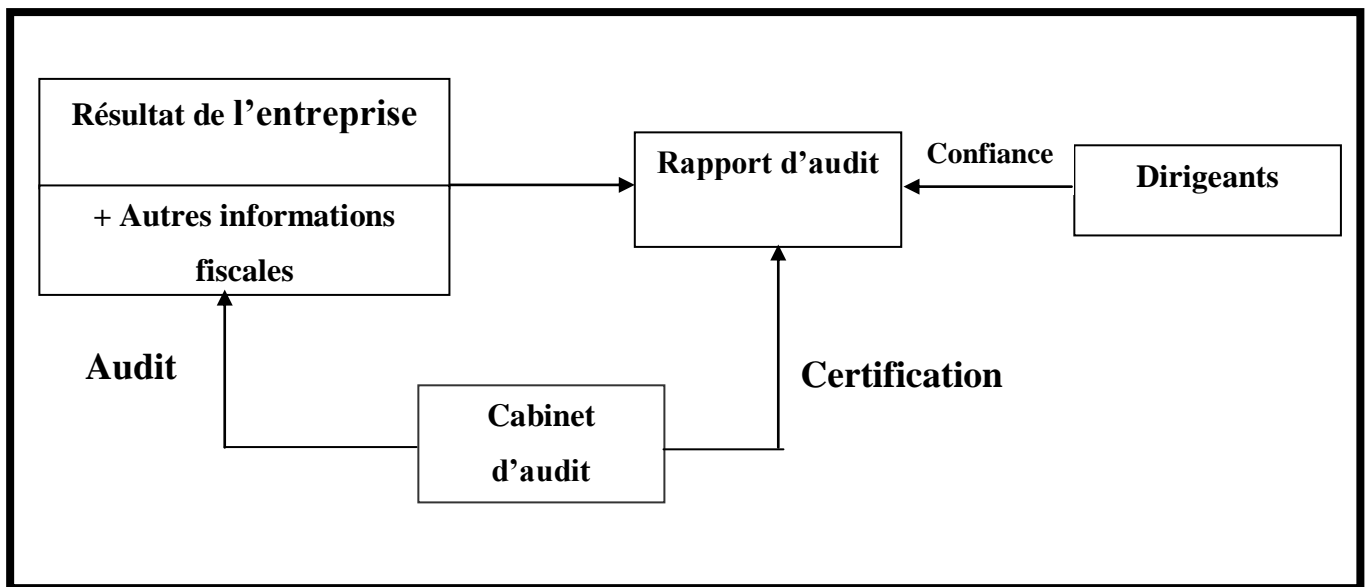 Résultat de l’entreprise
+ Autres informations
fiscales
Rapport d’audit
Confiance
Dirigeants
Audit
Cabinet
d’audit
Certification